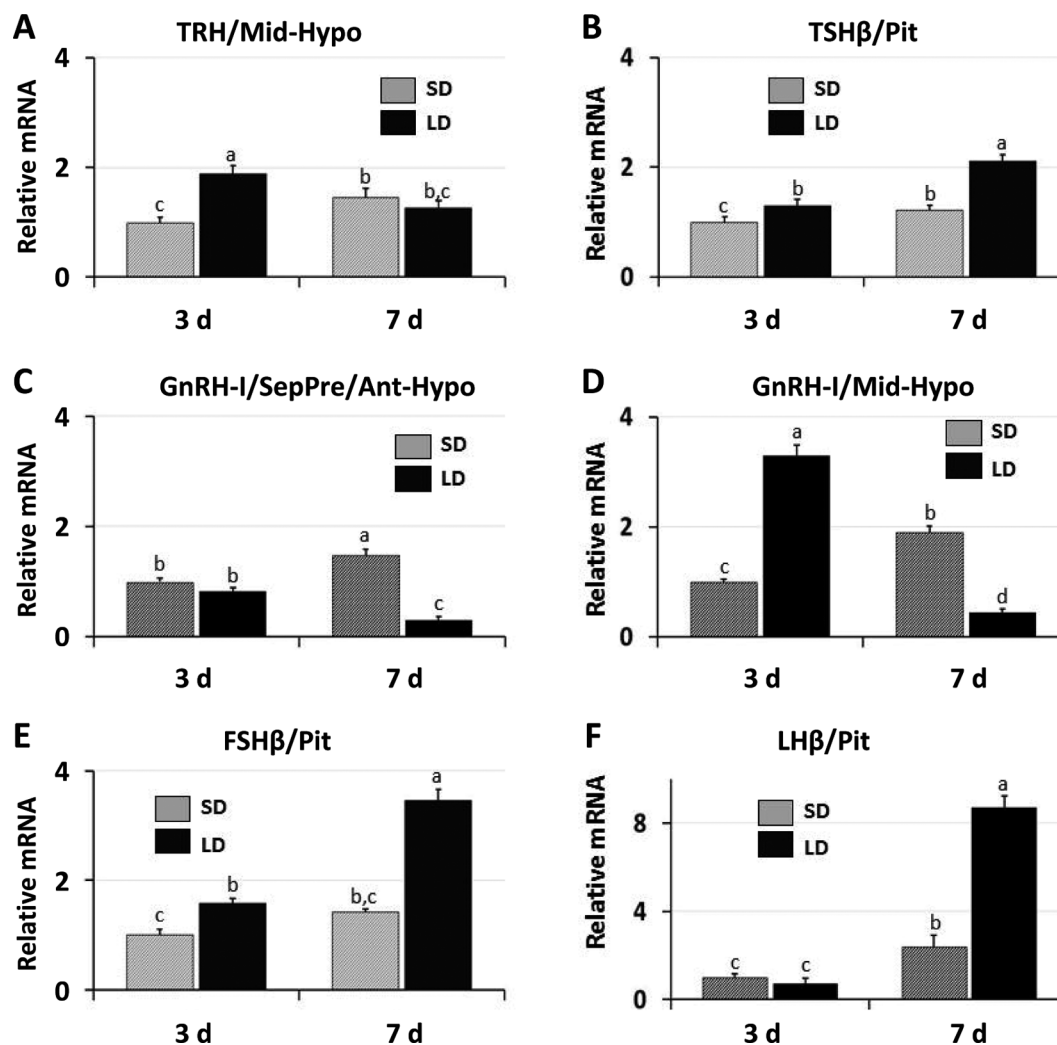 A
TRH/Mid-Hypo
Relative mRNA
4
2
0
SD
LD
c
a
b
b,c
3 d
7 d
B
TSHβ/Pit
Relative mRNA
4
2
0
SD
LD
c
b
b
a
3 d
7 d
C
GnRH-I/SepPre/Ant-Hypo
Relative mRNA
4
2
0
SD
LD
b
b
a
c
3 d
7 d
D
GnRH-I/Mid-Hypo
Relative mRNA
4
2
0
SD
LD
c
a
b
d
3 d
7 d
E
FSHβ/Pit
Relative mRNA
4
2
0
SD
LD
c
b
b,c
a
3 d
7 d
F
LHβ/Pit
Relative mRNA
8
4
0
SD
LD
c
c
b
a
3 d
7 d